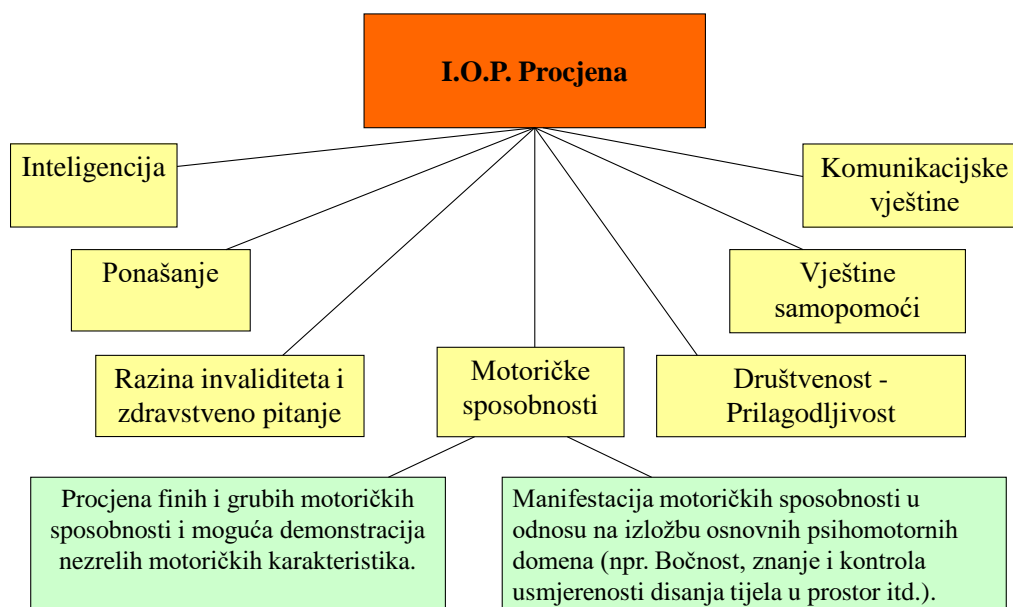 I.O.P. Procjena
Inteligencija
Komunikacijske
vještine
Ponašanje
Vještine
samopomoći
Razina invaliditeta i
zdravstveno pitanje
Motoričke
sposobnosti
Društvenost -
Prilagodljivost
Procjena finih i grubih motoričkih
sposobnosti i moguća demonstracija
nezrelih motoričkih karakteristika.
Manifestacija motoričkih sposobnosti u
odnosu na izložbu osnovnih psihomotornih
domena (npr. Bočnost, znanje i kontrola
usmjerenosti disanja tijela u prostor itd.).